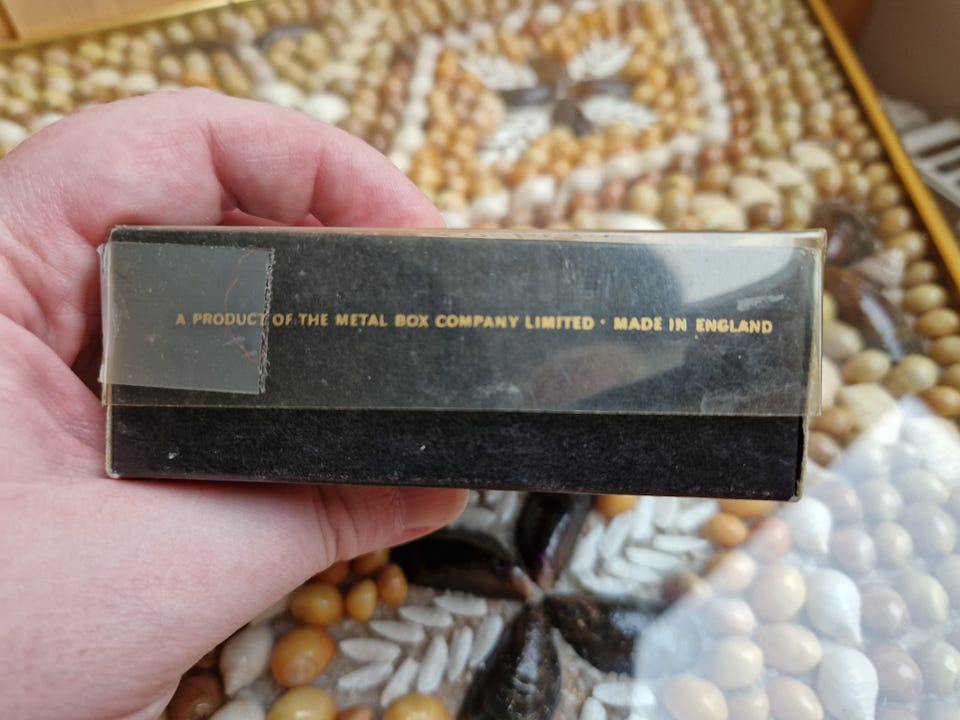 A PRODUCT OF THE METAL BOX COMPANY LIMITED · MADE IN ENGLAND